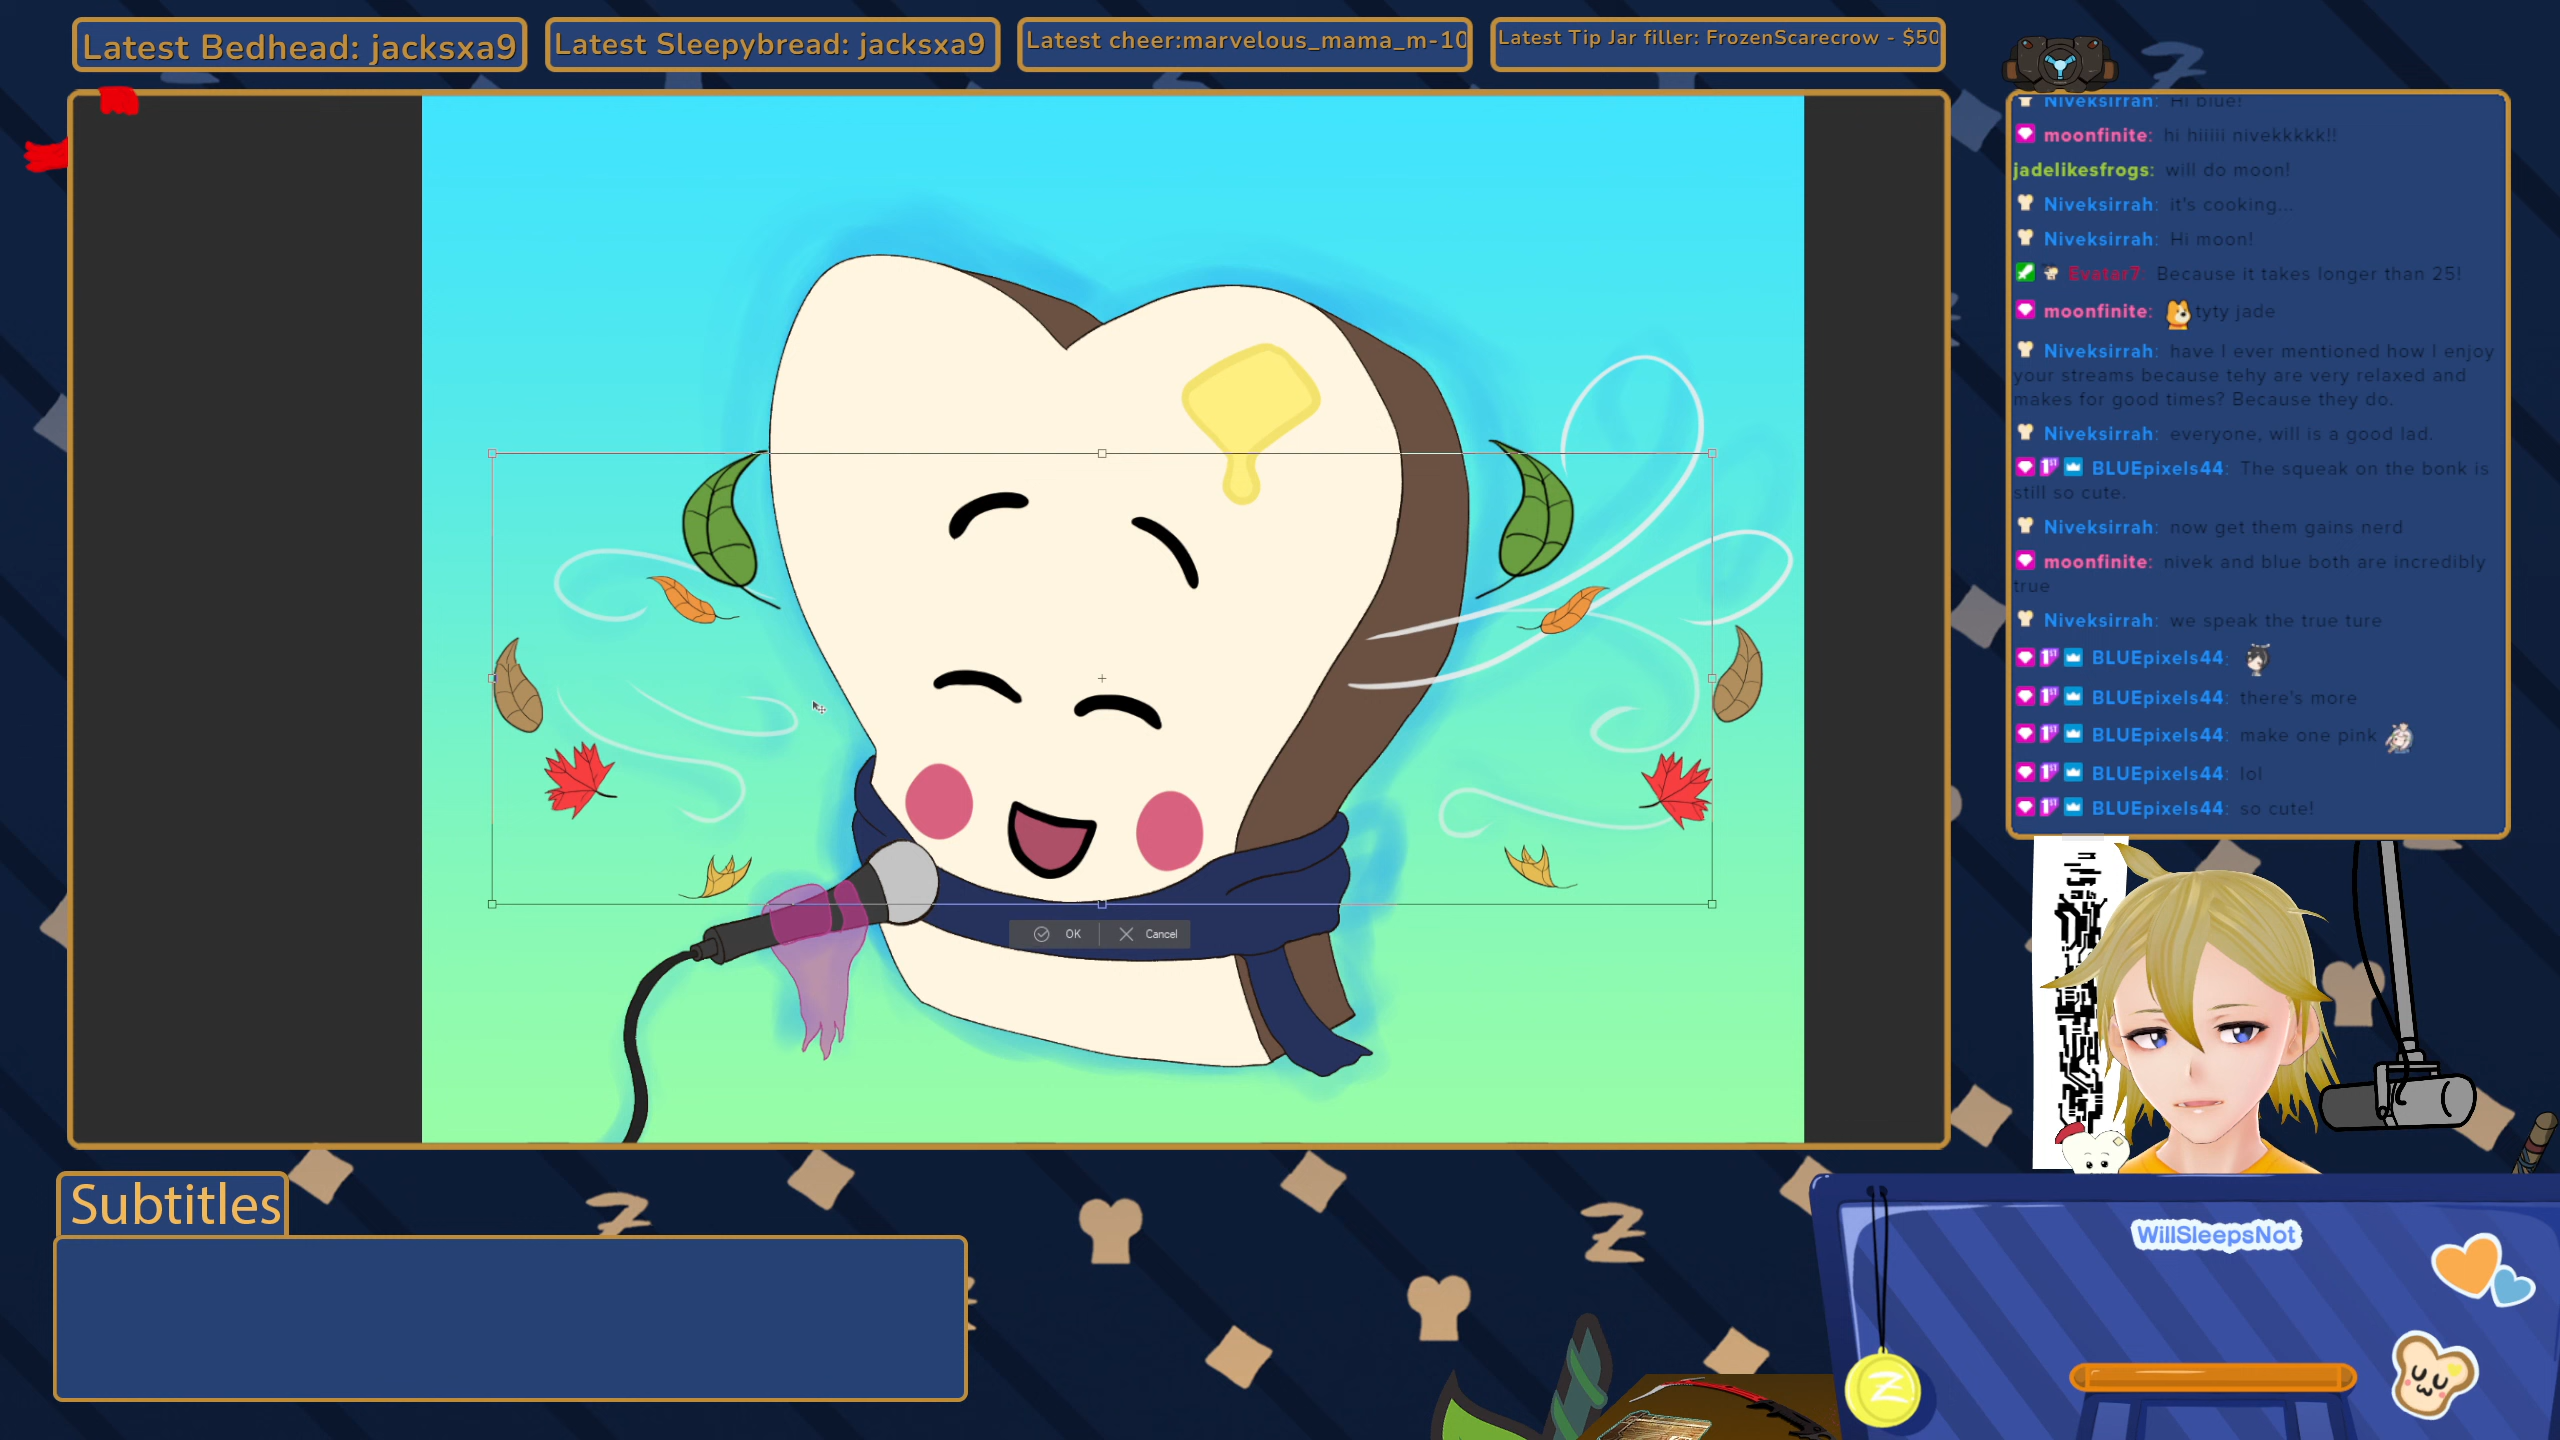 Latest Bedhead: jacksxa9
Latest Sleepybread: jacksxa9
Latest cheer:marvelous_mama_m-10
Latest Tip Jar filler: FrozenScarecrow - $50
Niveksirrah: Hi blue!
moonfinite: hi hiiiii nivekkkkk!!
jadelikesfrogs: will do moon!
Niveksirrah: it's cooking...
Niveksirrah: Hi moon!
Evatar7: Because it takes longer than 25!
moonfinite: tyty jade
Niveksirrah: have I ever mentioned how I enjoy
your streams because tehy are very relaxed and
makes for good times? Because they do.
Niveksirrah: everyone, will is a good lad.
BLUEpixels44: The squeak on the bonk is
still so cute.
Niveksirrah: now get them gains nerd
moonfinite: nivek and blue both are incredibly
true
Niveksirrah: we speak the true ture
BLUEpixels44:
BLUEpixels44: there's more
BLUEpixels44: make one pink
BLUEpixels44: lol
BLUEpixels44: so cute!
OK
Cancel
Subtitles
WillSleepsNot
Z